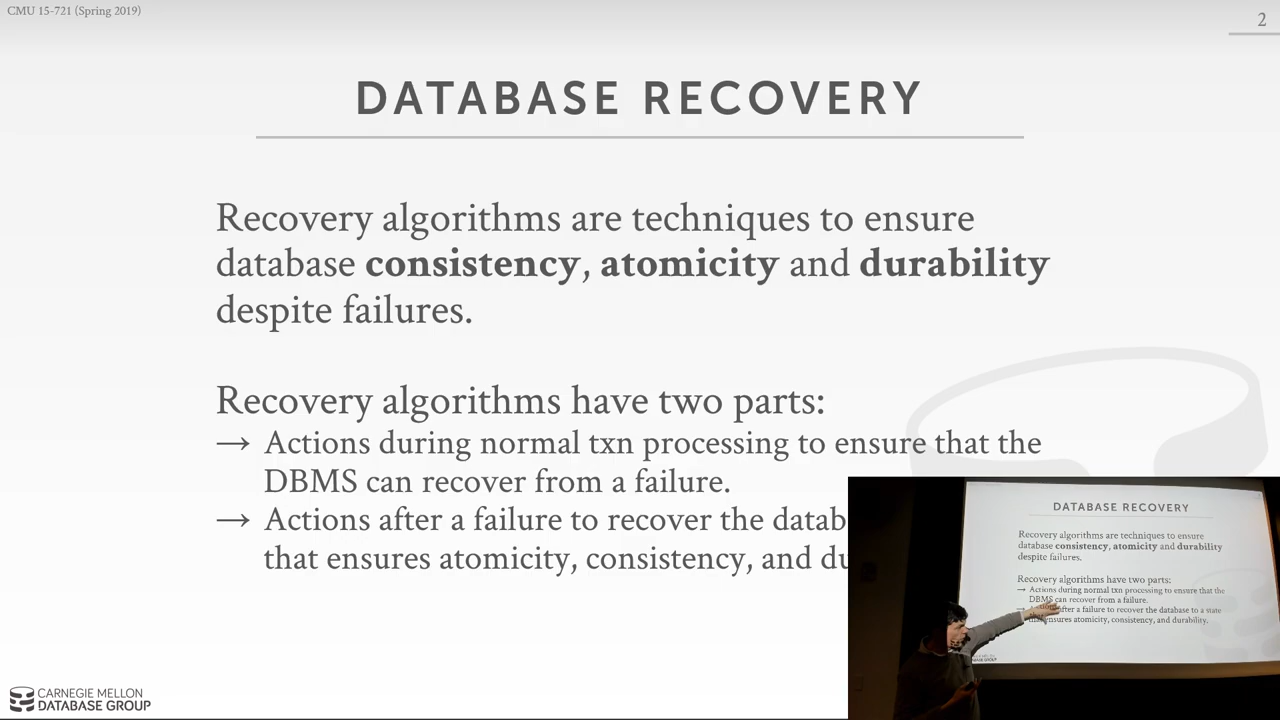 CMU 15-721 (Spring 2019)
2
DATABASE RECOVERY
Recovery algorithms are techniques to ensure
database consistency, atomicity and durability
despite failures.
Recovery algorithms have two parts:
→ Actions during normal txn processing to ensure that the
DBMS can recover from a failure.
→ Actions after a failure to recover the datab
that ensures atomicity, consistency, and du
CARNEGIE MELLON
DATABASE GROUP
DATABASE RECOVERY
Recovery algorithms are techniques to ensure
database consistency, atomicity and durability
despite failures.
Recovery algorithms have two parts:
→ Actions during normal txn processing to ensure that the
DBMS can recover from a failure.
after a failure to recover the database to a state
ensures atomicity, consistency, and durability.
DATABASE GROUP